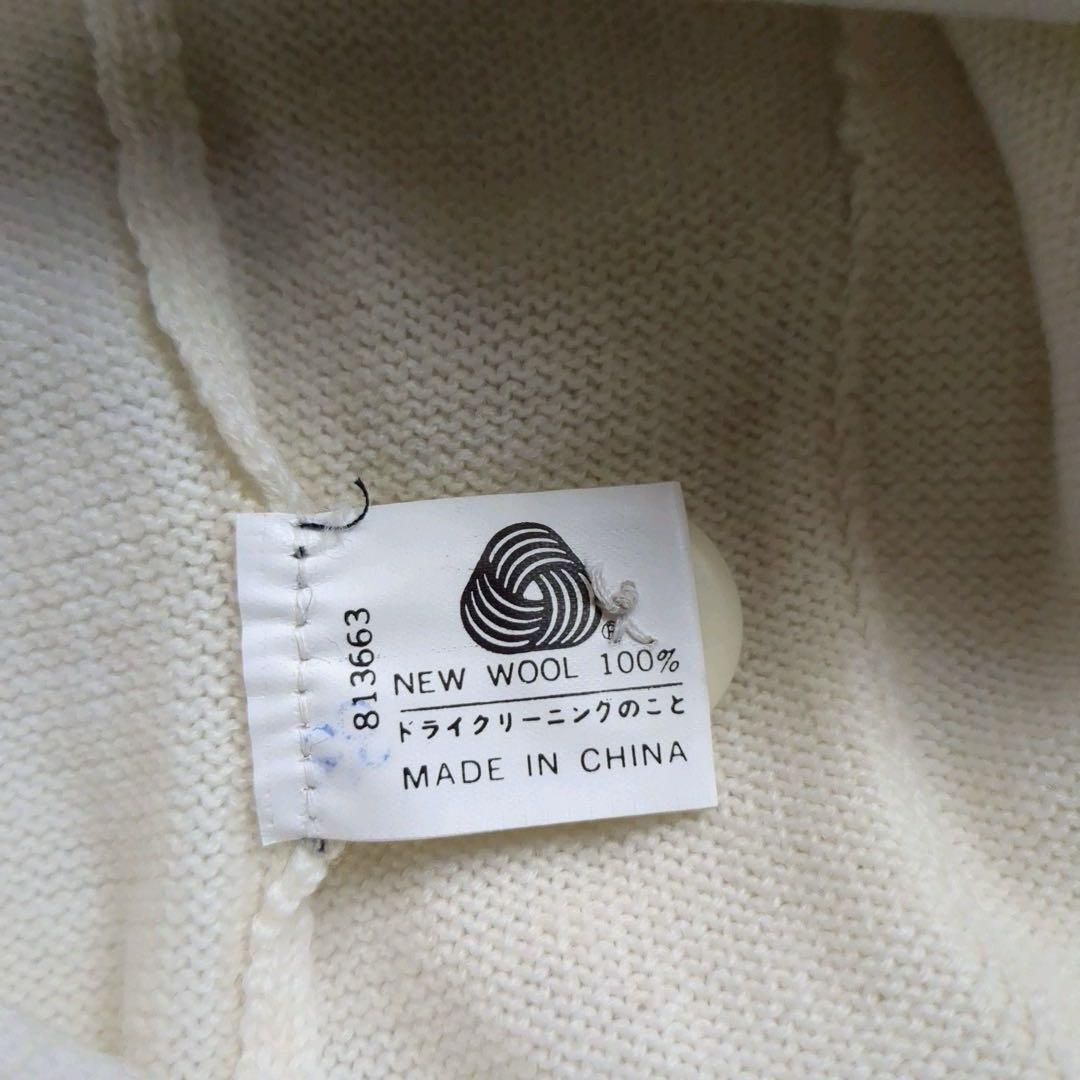 813663
®
NEW WOOL 100%
ドライクリーニングのこと
MADE IN CHINA